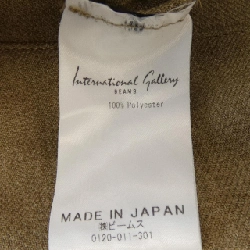 International Gallery
BEAMS
100% Polyester
MADE IN JAPAN
㈱ビームス
0120-011-301